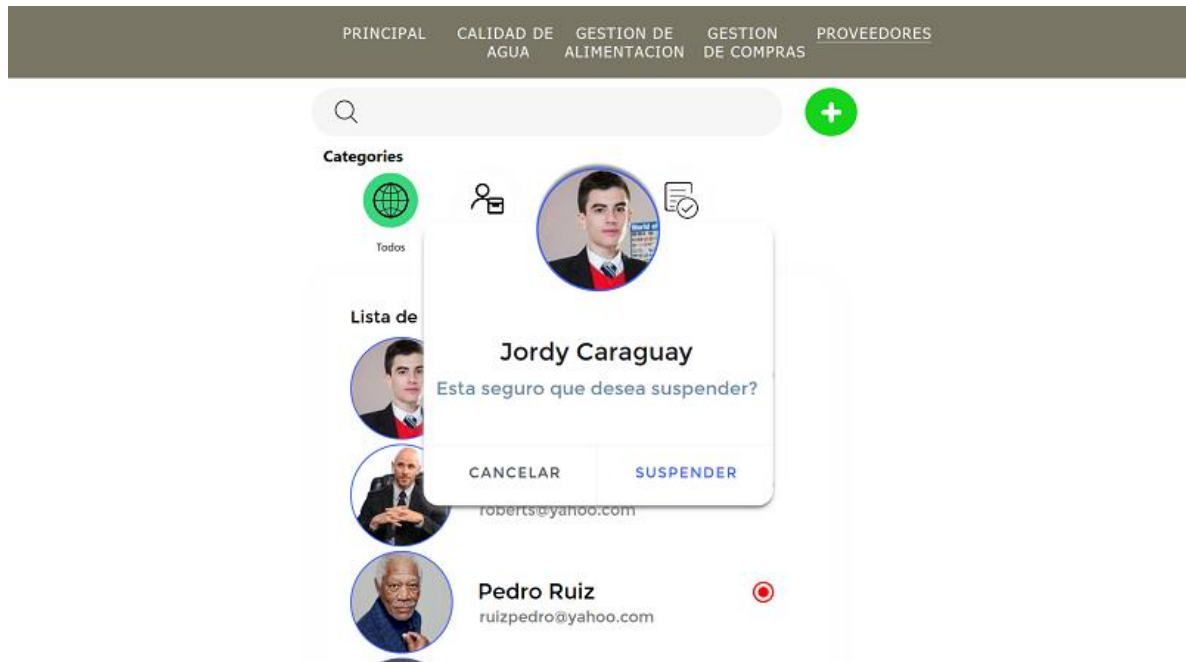 PRINCIPAL
CALIDAD DE
AGUA
GESTION DE
ALIMENTACION
GESTION
DE COMPRAS
PROVEEDORES
Categories
Todos
Lista de
Jordy Caraguay
Esta seguro que desea suspender?
CANCELAR
SUSPENDER
roberts@yahoo.com
Pedro Ruiz
ruizpedro@yahoo.com